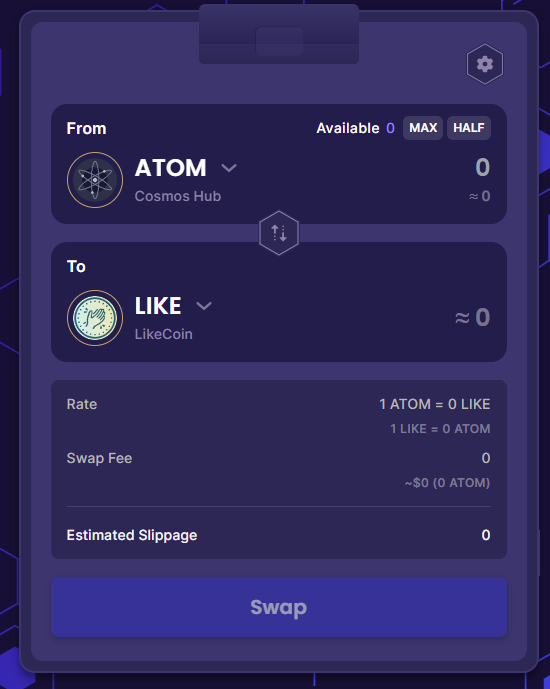 From
Available 0 MAX HALF
ATOM 0
Cosmos Hub ≈ 0
To
LIKE ≈ 0
LikeCoin
Rate 1 ATOM = 0 LIKE
1 LIKE = 0 ATOM
Swap Fee 0
~$0 (0 ATOM)
Estimated Slippage 0
Swap